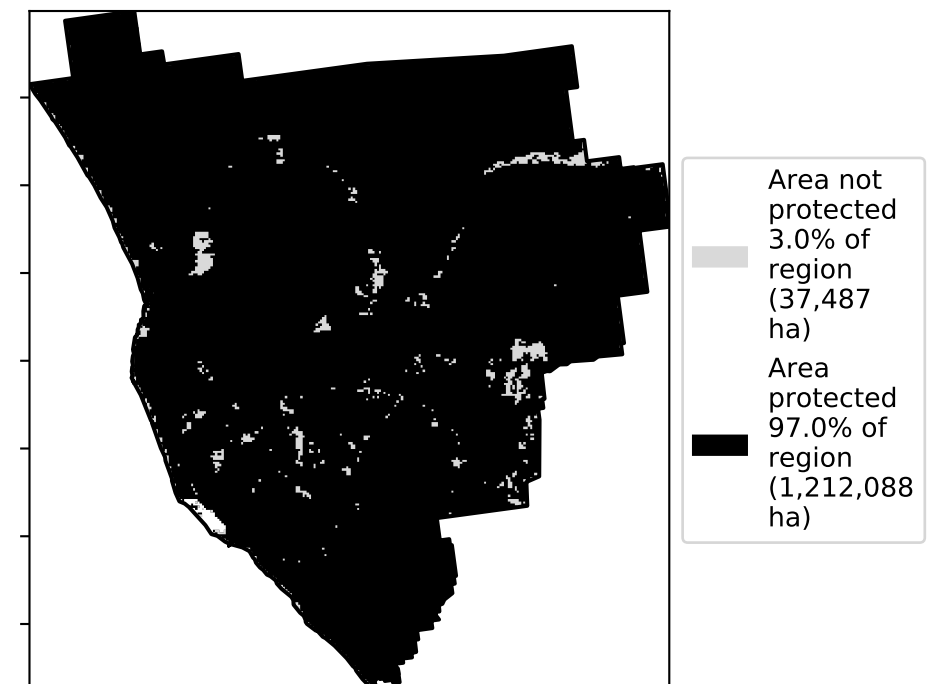 Area not
protected
3.0% of
region
(37,487
ha)
Area
protected
97.0% of
region
(1,212,088
ha)